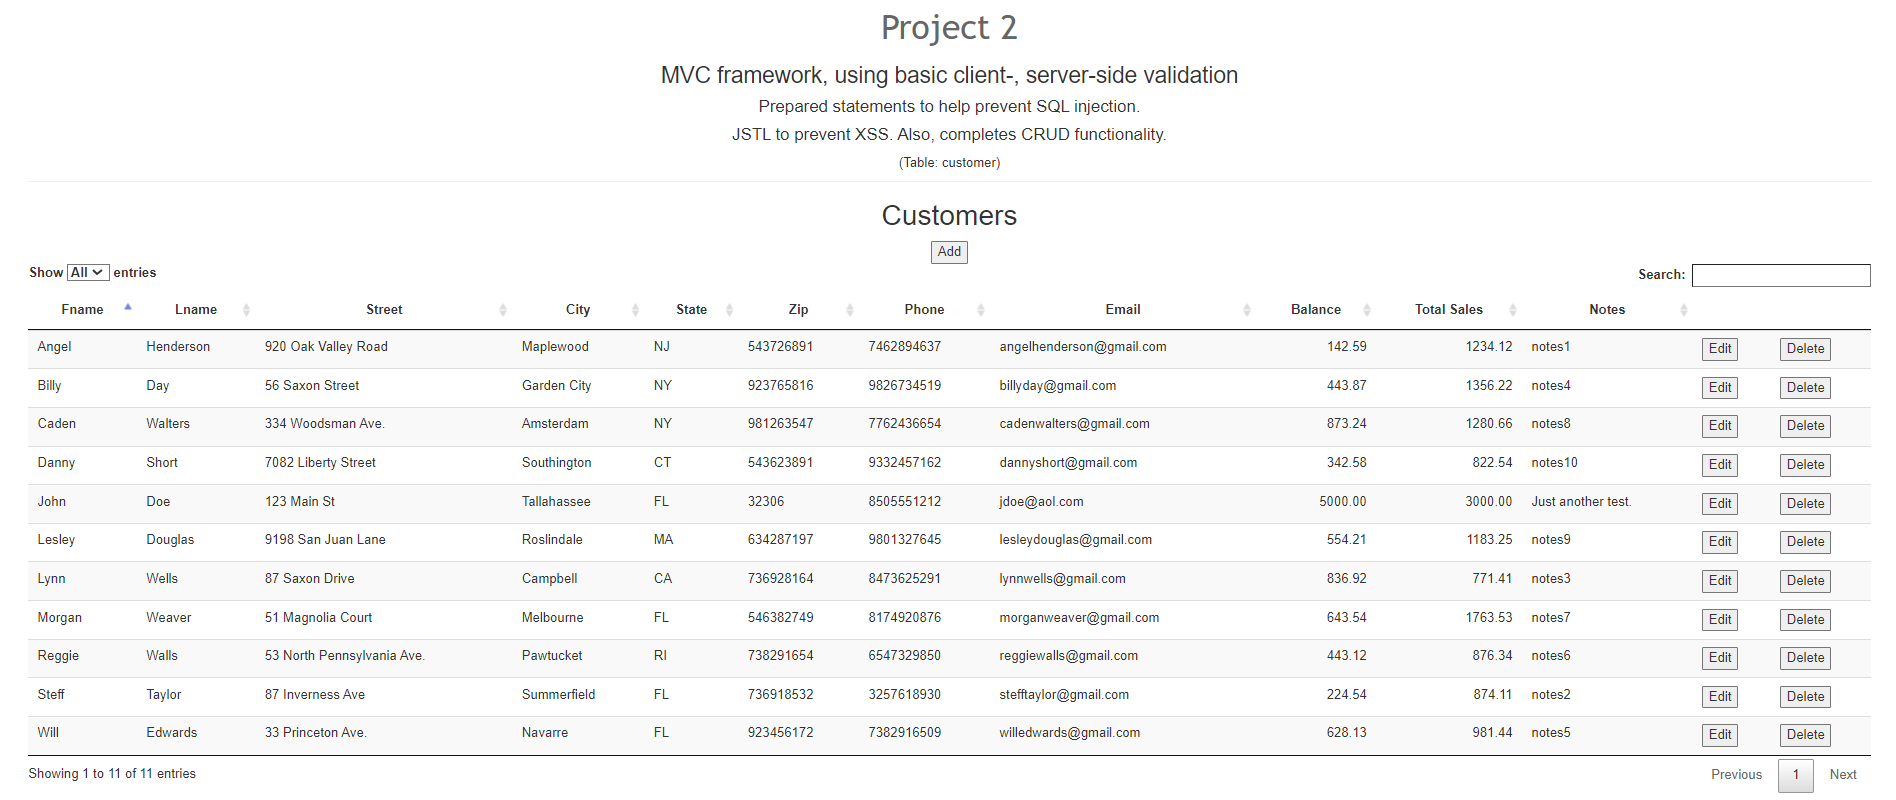 Project 2
MVC framework, using basic client-, server-side validation
Prepared statements to help prevent SQL injection.
JSTL to prevent XSS. Also, completes CRUD functionality.
(Table: customer)
Customers
Add
Show All entries Search:
Fname Lname Street City State Zip Phone Email Balance Total Sales Notes
Angel Henderson 920 Oak Valley Road Maplewood NJ 543726891 7462894637 angelhenderson@gmail.com 142.59 1234.12 notes1 Edit Delete
Billy Day 56 Saxon Street Garden City NY 923765816 9826734519 billyday@gmail.com 443.87 1356.22 notes4 Edit Delete
Caden Walters 334 Woodsman Ave. Amsterdam NY 981263547 7762436654 cadenwalters@gmail.com 873.24 1280.66 notes8 Edit Delete
Danny Short 7082 Liberty Street Southington CT 543623891 9332457162 dannyshort@gmail.com 342.58 822.54 notes10 Edit Delete
John Doe 123 Main St Tallahassee FL 32306 8505551212 jdoe@aol.com 5000.00 3000.00 Just another test. Edit Delete
Lesley Douglas 9198 San Juan Lane Roslindale MA 634287197 9801327645 lesleydouglas@gmail.com 554.21 1183.25 notes9 Edit Delete
Lynn Wells 87 Saxon Drive Campbell CA 736928164 8473625291 lynnwells@gmail.com 836.92 771.41 notes3 Edit Delete
Morgan Weaver 51 Magnolia Court Melbourne FL 546382749 8174920876 morganweaver@gmail.com 643.54 1763.53 notes7 Edit Delete
Reggie Walls 53 North Pennsylvania Ave. Pawtucket RI 738291654 6547329850 reggiewalls@gmail.com 443.12 876.34 notes6 Edit Delete
Steff Taylor 87 Inverness Ave Summerfield FL 736918532 3257618930 stefftaylor@gmail.com 224.54 874.11 notes2 Edit Delete
Will Edwards 33 Princeton Ave. Navarre FL 923456172 7382916509 willedwards@gmail.com 628.13 981.44 notes5 Edit Delete
Showing 1 to 11 of 11 entries Previous 1 Next